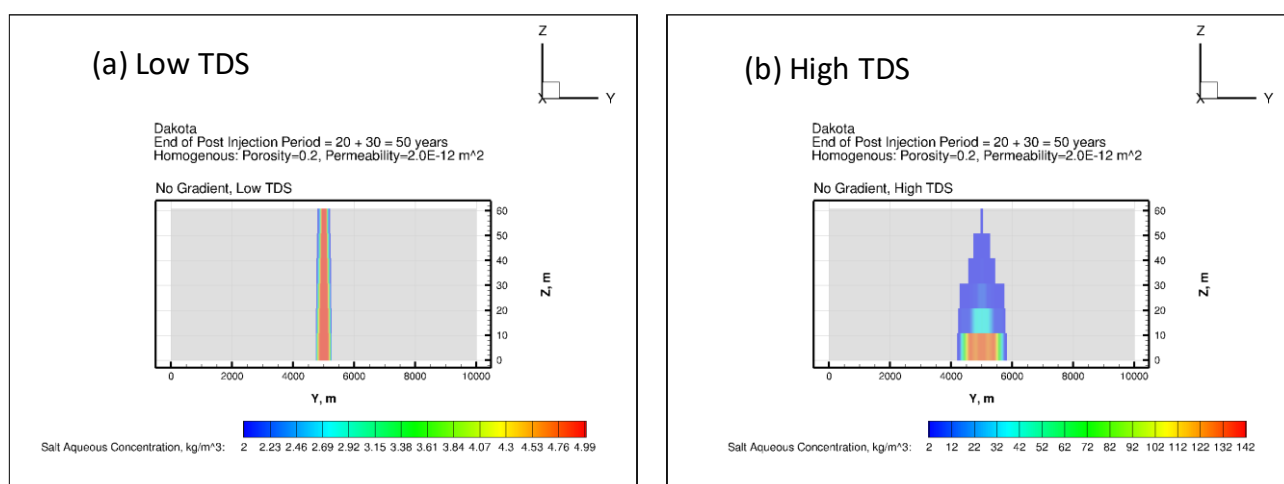 (a) Low TDS
Z
X
Y
Dakota
End of Post Injection Period = 20 + 30 = 50 years
Homogenous: Porosity=0.2, Permeability=2.0E-12 m^2
No Gradient, Low TDS
60
50
40
30
20
10
0
Z, m
0 2000 4000 6000 8000 10000
Y, m
Salt Aqueous Concentration, kg/m^3: 2 2.23 2.46 2.69 2.92 3.15 3.38 3.61 3.84 4.07 4.3 4.53 4.76 4.99
(b) High TDS
Z
X
Y
Dakota
End of Post Injection Period = 20 + 30 = 50 years
Homogenous: Porosity=0.2, Permeability=2.0E-12 m^2
No Gradient, High TDS
60
50
40
30
20
10
0
Z, m
0 2000 4000 6000 8000 10000
Y, m
Salt Aqueous Concentration, kg/m^3: 2 12 22 32 42 52 62 72 82 92 102 112 122 132 142